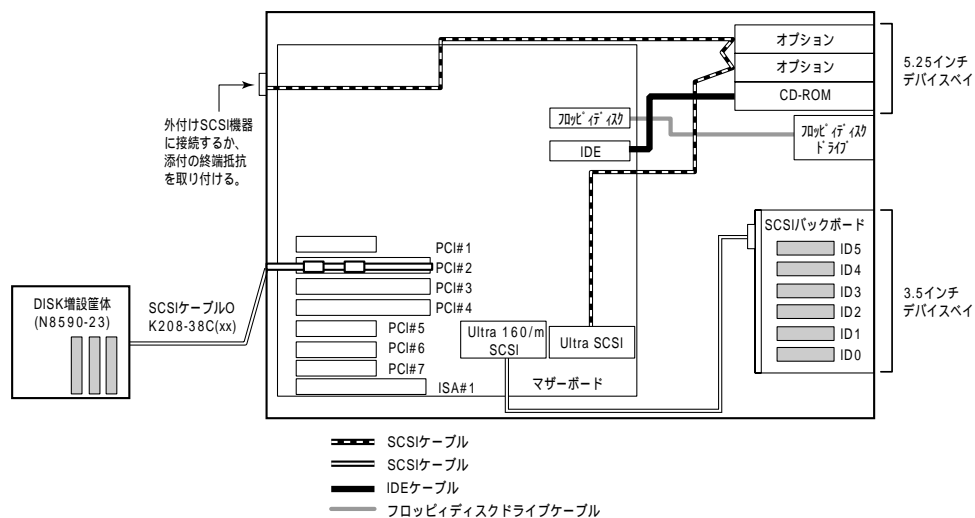 オプション
オプション
CD-ROM
5.25インチ
デバイスベイ
外付けSCSI機器
に接続するか、
添付の終端抵抗
を取り付ける。
フロッピィディスク
IDE
フロッピィディスク
ドライブ
SCSIバックボード
ID5
ID4
ID3
ID2
ID1
ID0
3.5インチ
デバイスベイ
PCI#1
PCI#2
PCI#3
PCI#4
PCI#5
PCI#6
PCI#7
ISA#1
DISK増設筐体
(N8590-23)
SCSIケーブルO
K208-38C(xx)
Ultra 160/m
SCSI
Ultra SCSI
マザーボード
SCSIケーブル
SCSIケーブル
IDEケーブル
フロッピィディスクドライブケーブル